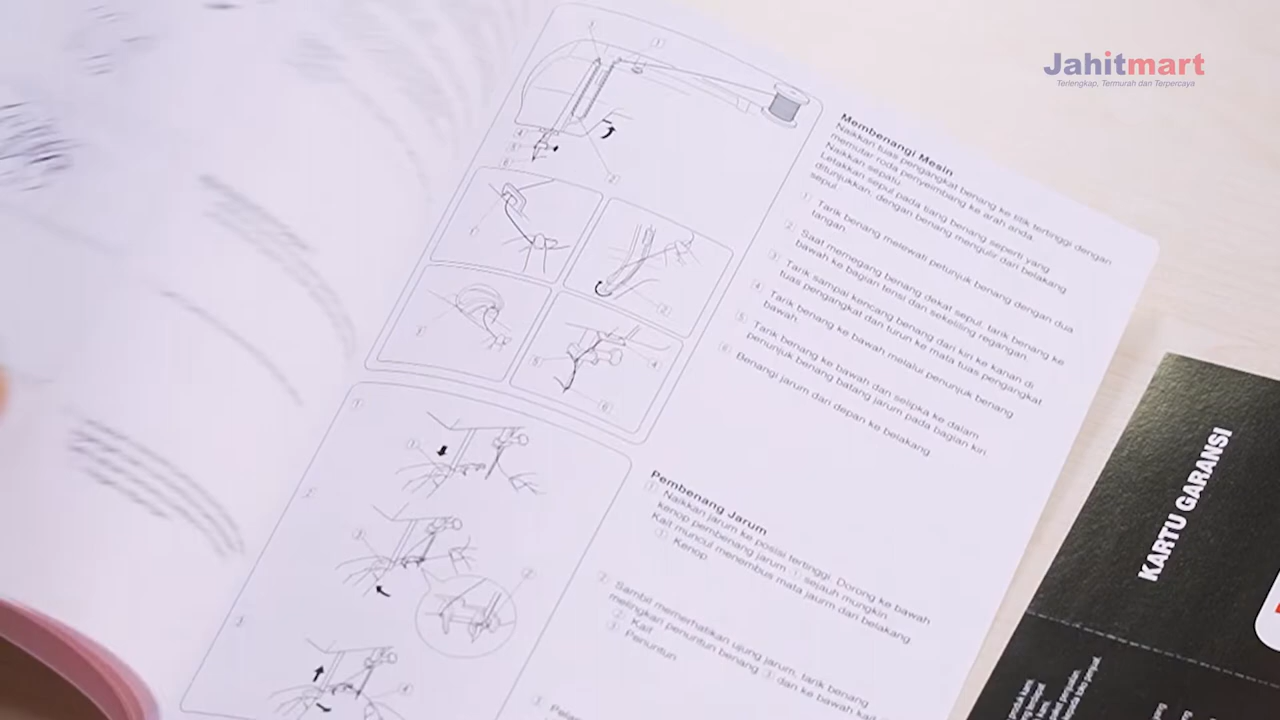 Jahitmart
Terlengkap, Termurah dan Terpercaya
Membenangi Mesin
Naikkan tuas pengangkat benang ke titik tertinggi dengan
memutar roda penyeimbang ke arah anda.
Naikkan sepatu
Letakkan sepul pada tiang benang seperti yang
ditunjukkan, dengan benang mengulir dari belakang
sepul.
1 Tarik benang melewati petunjuk benang dengan dua
tangan.
2 Saat memegang benang dekat sepul, tarik benang ke
bawah ke bagian tensi dan sekeliling regangan.
3 Tarik sampai kencang benang dari kiri ke kanan di
tuas pengangkat dan turun ke mata tuas pengangkat
4 Tarik benang ke bawah melalui penunjuk benang
bawah.
5 Tarik benang ke bawah dan selipka ke dalam
penunjuk benang batang jarum pada bagian kiri
6 Benangi jarum dari depan ke belakang
Pembenang Jarum
1 Naikkan jarum ke posisi tertinggi. Dorong ke bawah
kenop pembenang jarum 1 sejauh mungkin
Kait muncul menembus mata jaurm dari belakang
1 Kenop
2 Sambil memerhatikan ujung jarum, tarik benang
melingkari penuntun benang 3 dan ke bawah
2 Kait
3 Penuntun
KARTU GARANSI